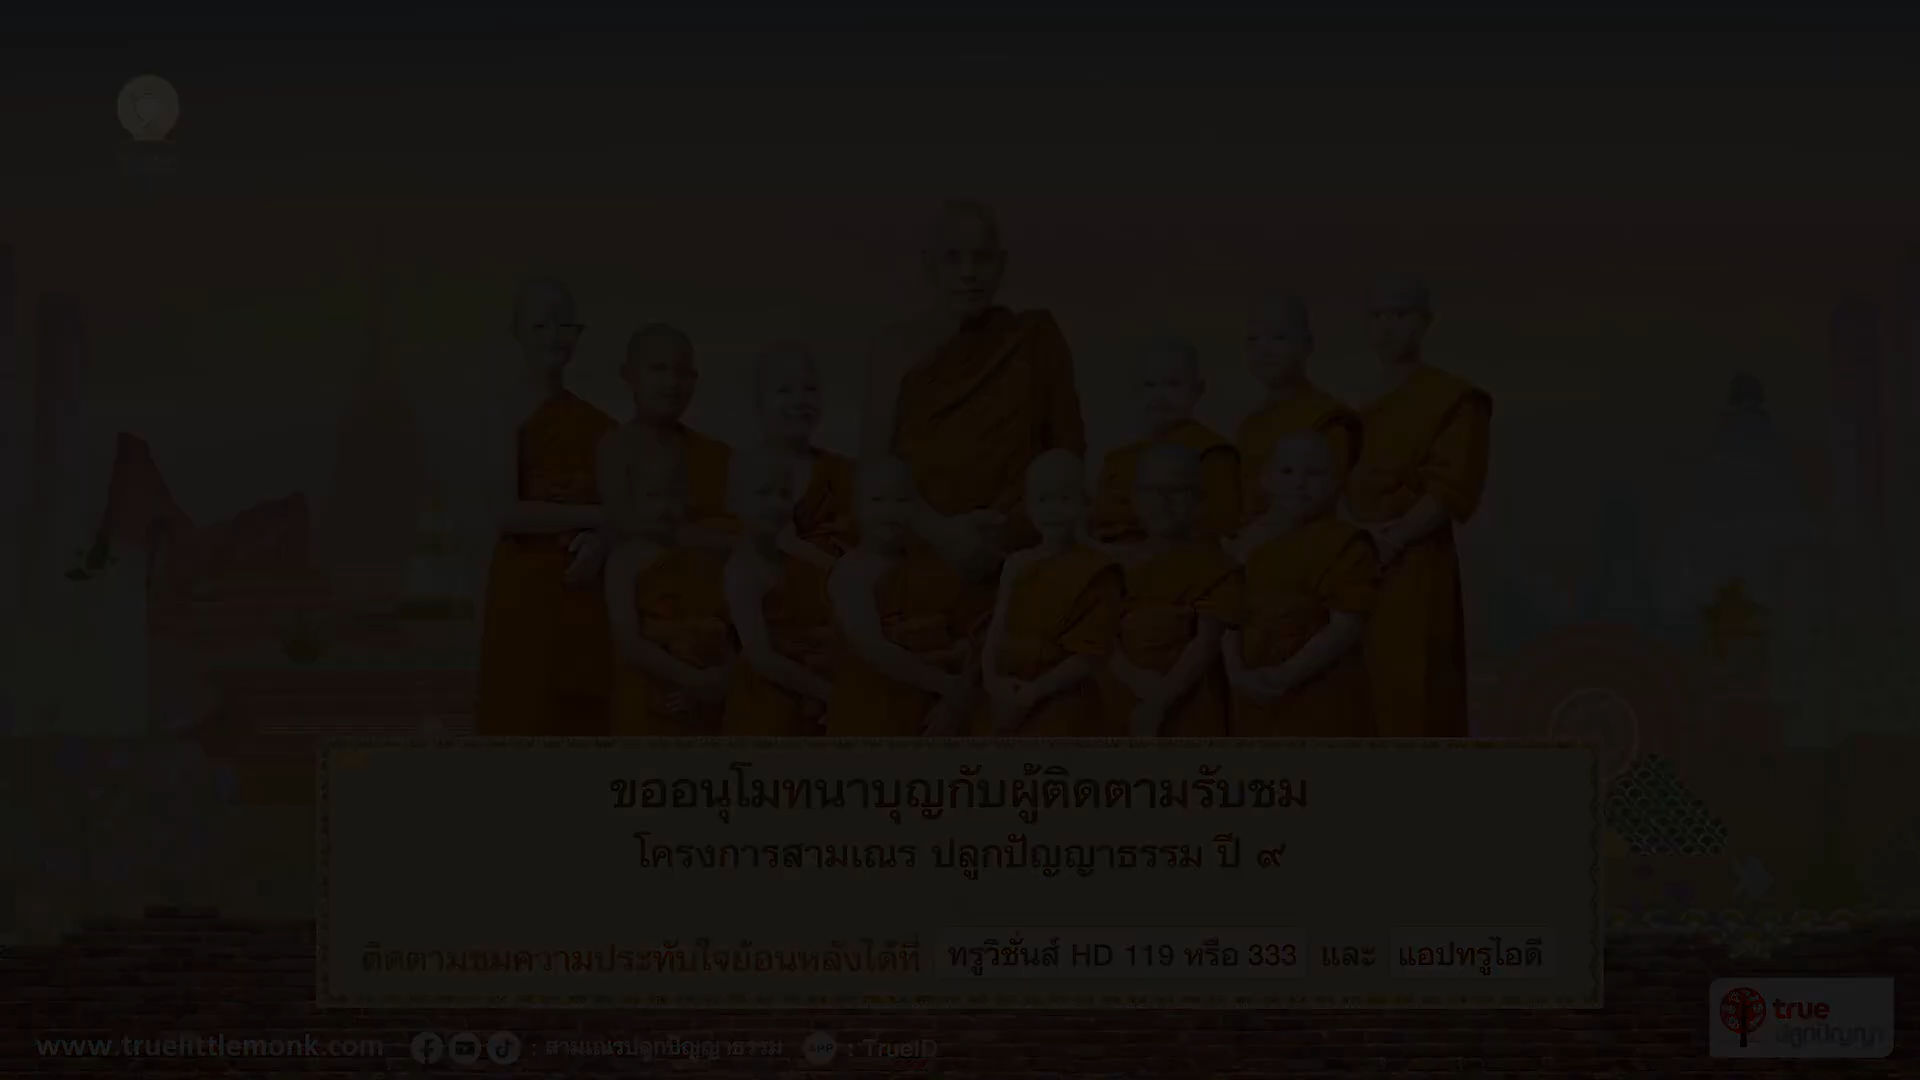 ขออนุโมทนาบุญกับผู้ติดตามรับชม
โครงการสามเณร ปลูกปัญญาธรรม ปี ๙
ติดตามชมความประทับใจย้อนหลังได้ที่ ทรูวิชั่นส์ HD 119 หรือ 333 และ แอปทรูไอดี
www.truelittlemonk.com : สามเณรปลูกปัญญาธรรม APP : TrueID
true
ปลูกปัญญา